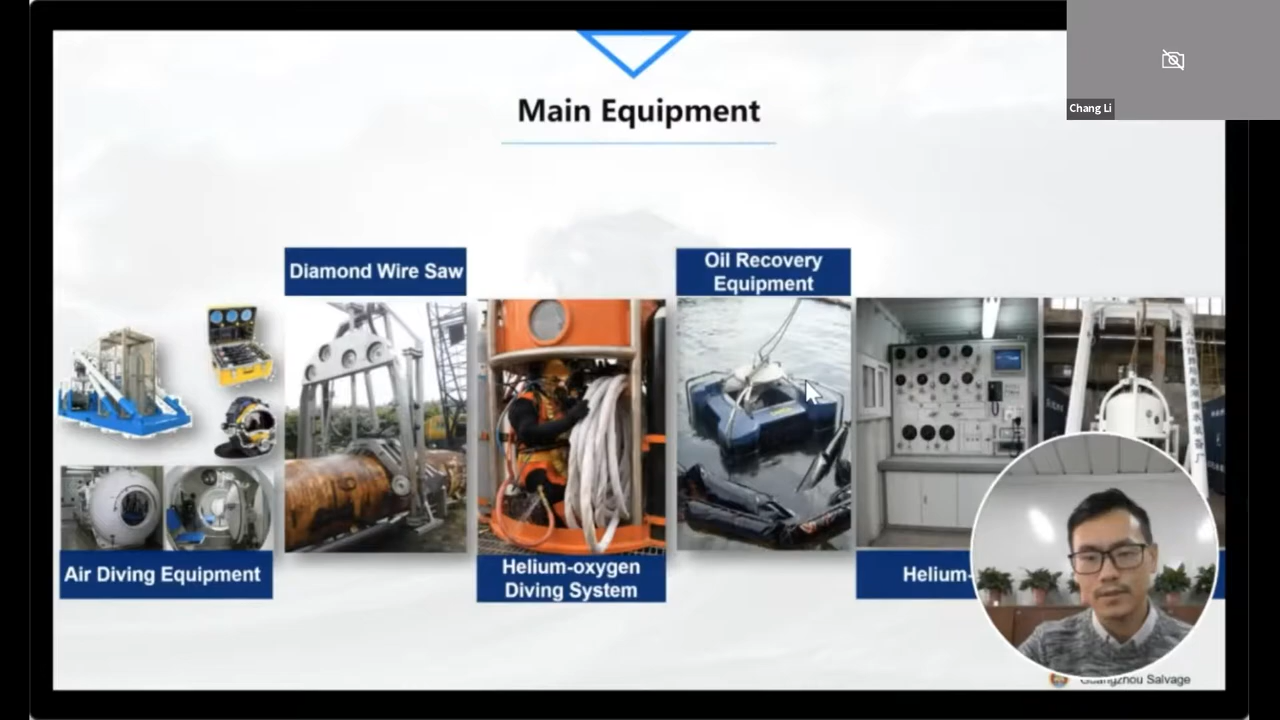 Chang Li
Main Equipment
Diamond Wire Saw
Oil Recovery
Equipment
Air Diving Equipment
Helium-oxygen
Diving System
Helium-
Guangzhou Salvage